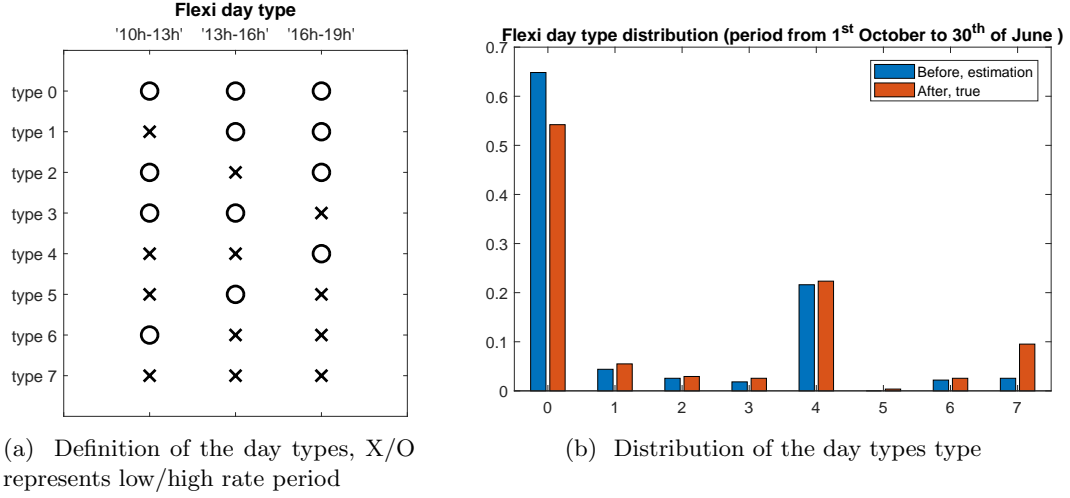 Flexi day type
'10h-13h' '13h-16h' '16h-19h'
type 0
type 1
type 2
type 3
type 4
type 5
type 6
type 7
(a) Definition of the day types, X/O
represents low/high rate period
Flexi day type distribution (period from 1st October to 30th of June )
Before, estimation
After, true
0.7
0.6
0.5
0.4
0.3
0.2
0.1
0
0 1 2 3 4 5 6 7
(b) Distribution of the day types type